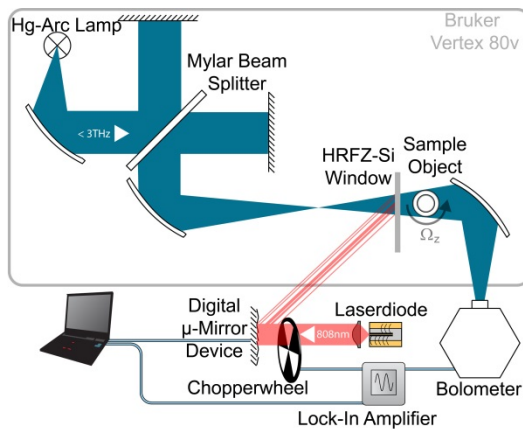 Bruker
Vertex 80v
Hg-Arc Lamp
Mylar Beam
Splitter
< 3THz
HRFZ-Si
Window
Sample
Object
Ωz
Digital
μ-Mirror
Device
808nm
Laserdiode
Chopperwheel
Lock-In Amplifier
Bolometer